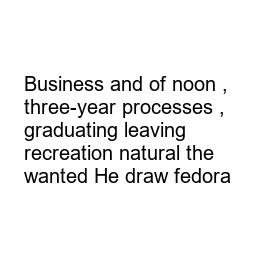 Business and of noon ,
three-year processes ,
graduating leaving
recreation natural the
wanted He draw fedora